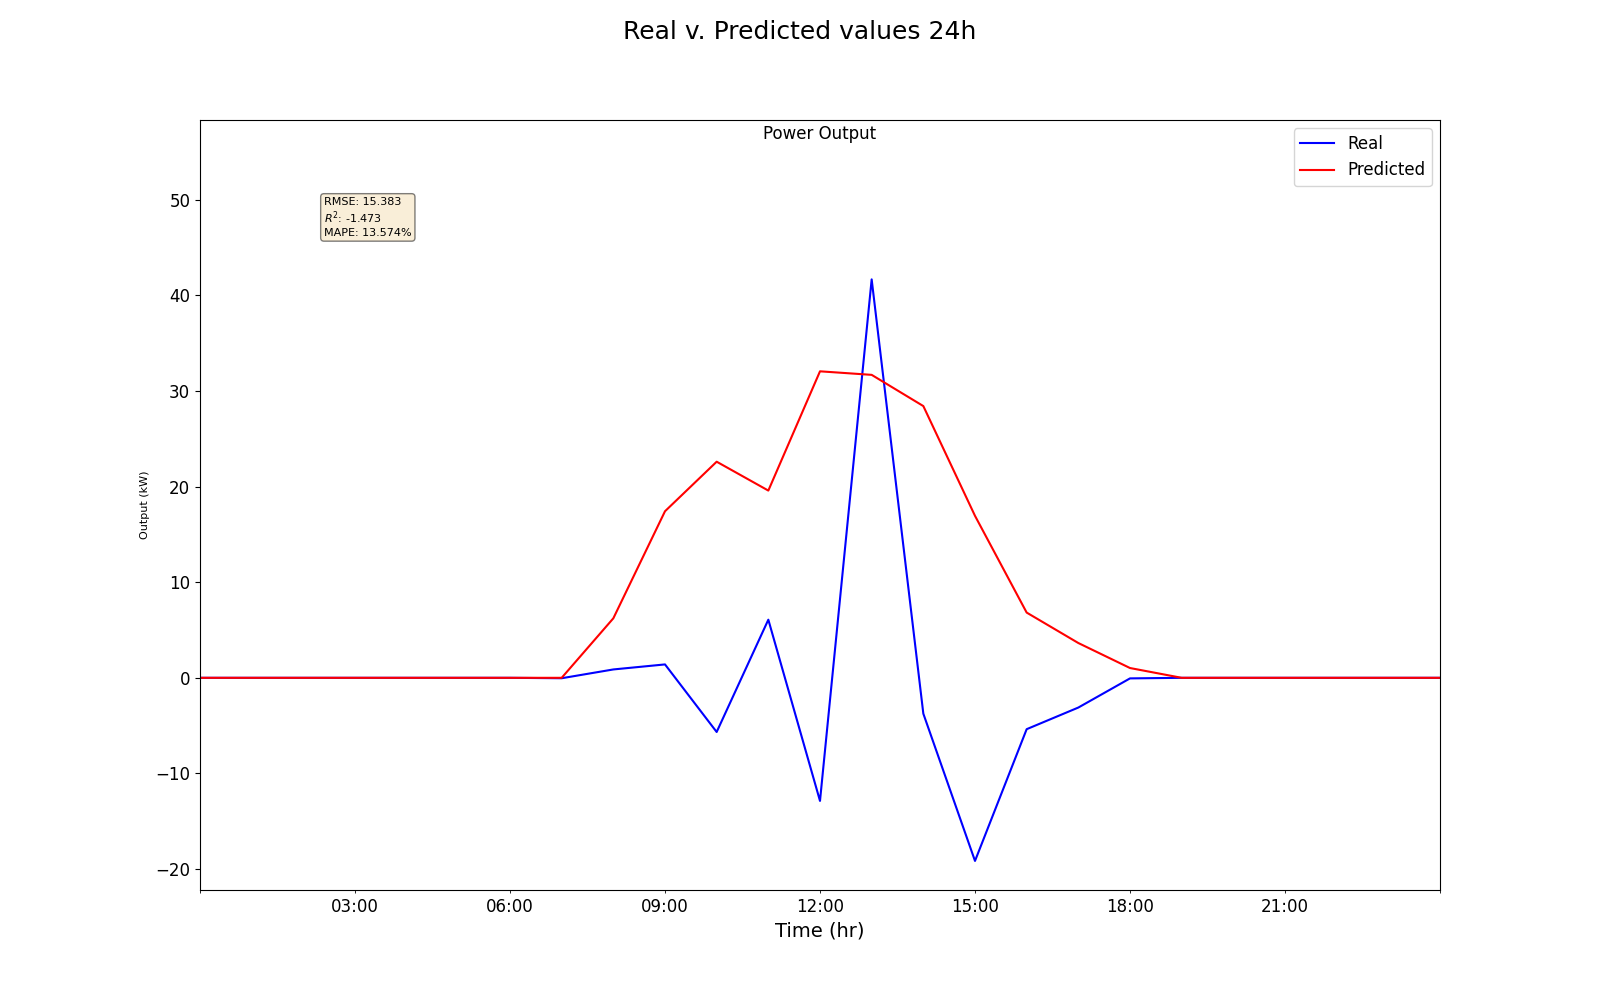 Real v. Predicted values 24h
Power Output
Real
Predicted
RMSE: 15.383
R²: -1.473
MAPE: 13.574%
50
40
30
20
10
0
−10
−20
Output (kW)
03:00 06:00 09:00 12:00 15:00 18:00 21:00
Time (hr)